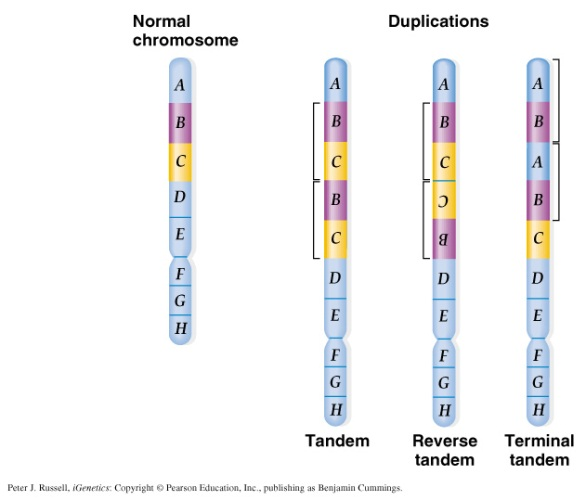 Normal
chromosome
Duplications
A
B
C
D
E
F
G
H
A
B
C
B
C
D
E
F
G
H
A
B
C
C
B
D
E
F
G
H
A
B
A
B
C
D
E
F
G
H
Tandem
Reverse
tandem
Terminal
tandem
Peter J. Russell, iGenetics: Copyright © Pearson Education, Inc., publishing as Benjamin Cummings.